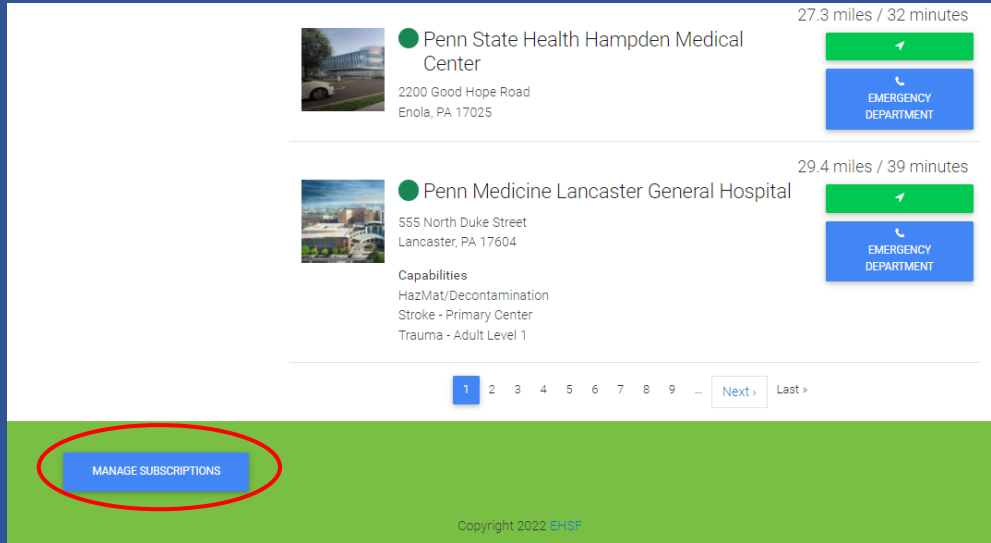 27.3 miles / 32 minutes
Penn State Health Hampden Medical
Center
2200 Good Hope Road
Enola, PA 17025
EMERGENCY
DEPARTMENT
29.4 miles / 39 minutes
Penn Medicine Lancaster General Hospital
555 North Duke Street
Lancaster, PA 17604
EMERGENCY
DEPARTMENT
Capabilities
HazMat/Decontamination
Stroke - Primary Center
Trauma - Adult Level 1
1 2 3 4 5 6 7 8 9 ... Next › Last »
MANAGE SUBSCRIPTIONS
Copyright 2022 EHSF